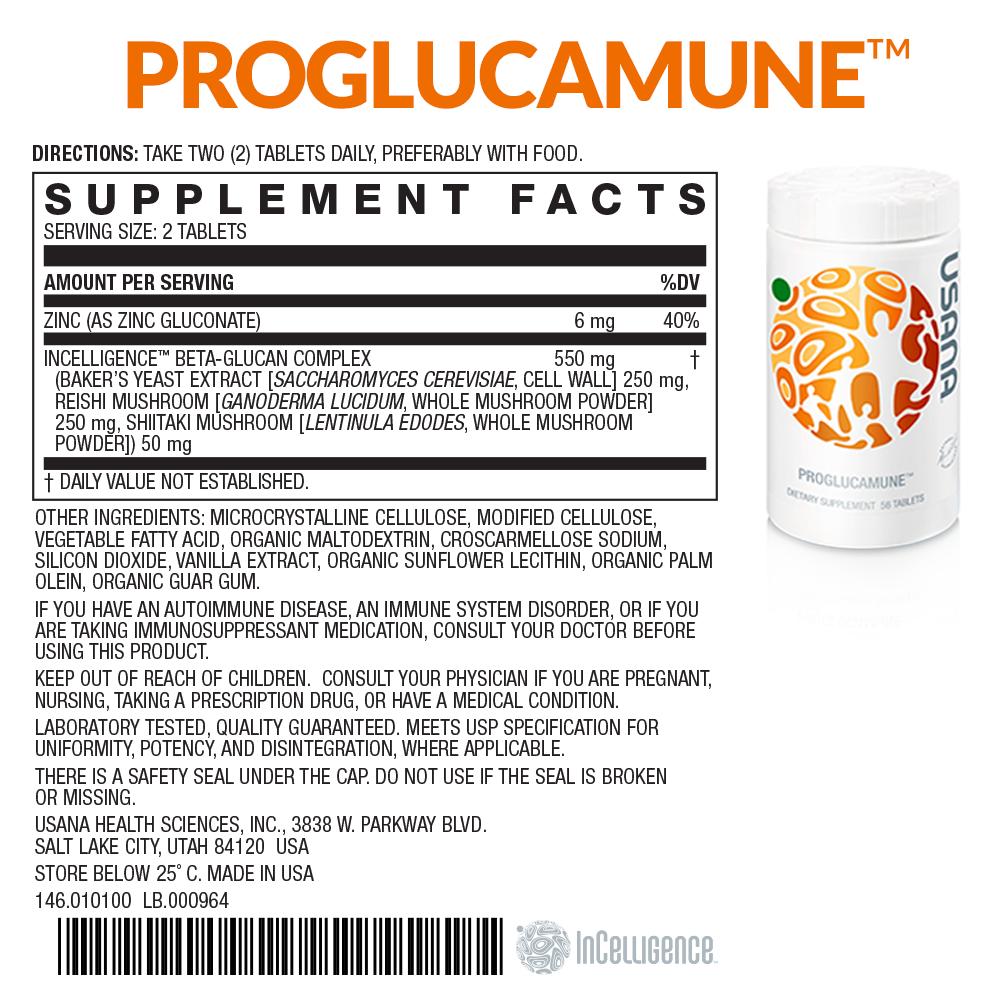 PROGLUCAMUNE™
DIRECTIONS: TAKE TWO (2) TABLETS DAILY, PREFERABLY WITH FOOD.
SUPPLEMENT FACTS
SERVING SIZE: 2 TABLETS
AMOUNT PER SERVING %DV
ZINC (AS ZINC GLUCONATE) 6 mg 40%
INCELLIGENCE™ BETA-GLUCAN COMPLEX 550 mg †
(BAKER'S YEAST EXTRACT [SACCHAROMYCES CEREVISIAE, CELL WALL] 250 mg,
REISHI MUSHROOM [GANODERMA LUCIDUM, WHOLE MUSHROOM POWDER]
250 mg, SHIITAKI MUSHROOM [LENTINULA EDODES, WHOLE MUSHROOM
POWDER]) 50 mg
† DAILY VALUE NOT ESTABLISHED.
OTHER INGREDIENTS: MICROCRYSTALLINE CELLULOSE, MODIFIED CELLULOSE,
VEGETABLE FATTY ACID, ORGANIC MALTODEXTRIN, CROSCARMELLOSE SODIUM,
SILICON DIOXIDE, VANILLA EXTRACT, ORGANIC SUNFLOWER LECITHIN, ORGANIC PALM
OLEIN, ORGANIC GUAR GUM.
IF YOU HAVE AN AUTOIMMUNE DISEASE, AN IMMUNE SYSTEM DISORDER, OR IF YOU
ARE TAKING IMMUNOSUPPRESSANT MEDICATION, CONSULT YOUR DOCTOR BEFORE
USING THIS PRODUCT.
KEEP OUT OF REACH OF CHILDREN. CONSULT YOUR PHYSICIAN IF YOU ARE PREGNANT,
NURSING, TAKING A PRESCRIPTION DRUG, OR HAVE A MEDICAL CONDITION.
LABORATORY TESTED, QUALITY GUARANTEED. MEETS USP SPECIFICATION FOR
UNIFORMITY, POTENCY, AND DISINTEGRATION, WHERE APPLICABLE.
THERE IS A SAFETY SEAL UNDER THE CAP. DO NOT USE IF THE SEAL IS BROKEN
OR MISSING.
USANA HEALTH SCIENCES, INC., 3838 W. PARKWAY BLVD.
SALT LAKE CITY, UTAH 84120 USA
STORE BELOW 25° C. MADE IN USA
146.010100 LB.000964
InCelligence™
USANA
PROGLUCAMUNE™
DIETARY SUPPLEMENT 56 TABLETS